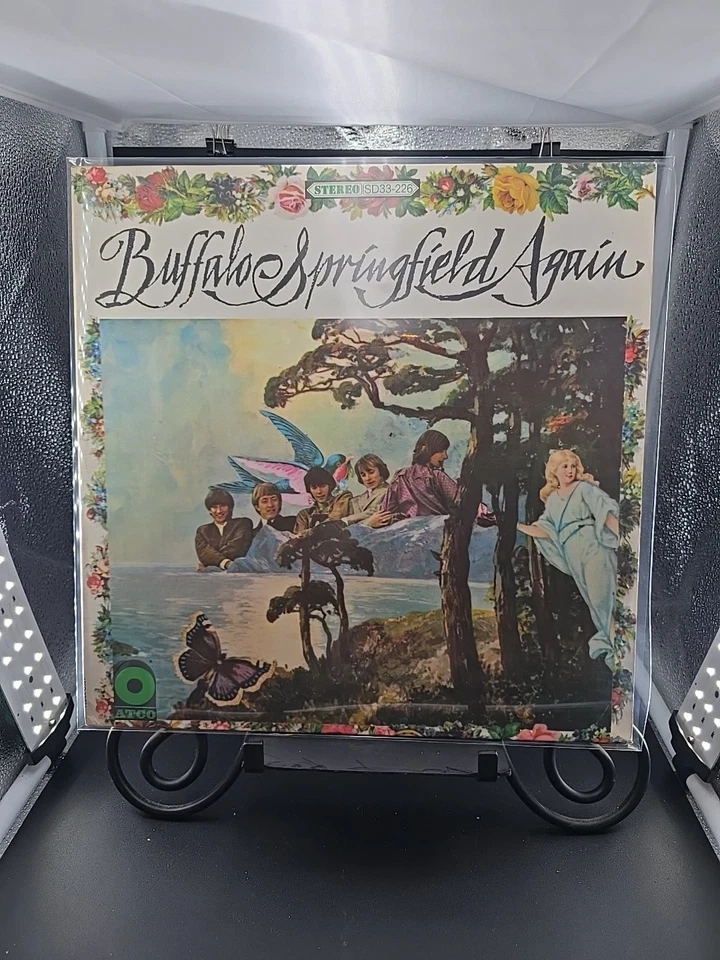 STEREO SD33-226
Buffalo Springfield Again
ATCO